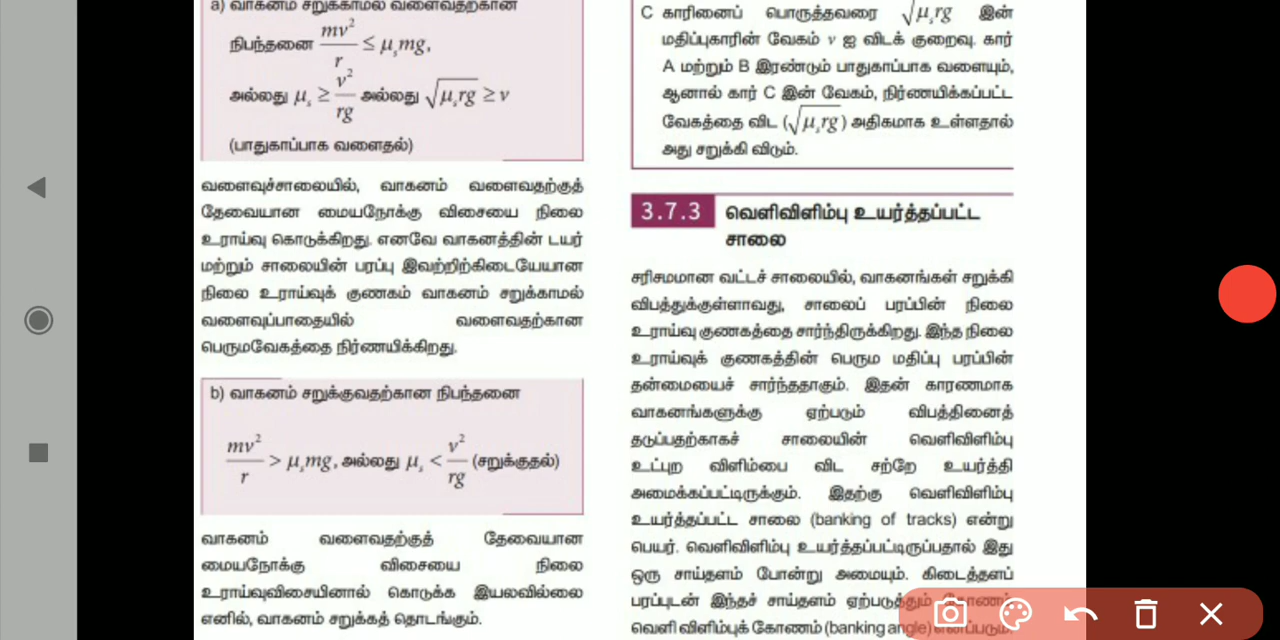 a) வாகனம் சறுக்காமல் வளைவதற்கான
நிபந்தனை mv²/r ≤ μₛmg,
அல்லது μₛ ≥ v²/rg அல்லது √μₛrg ≥ v
(பாதுகாப்பாக வளைதல்)
வளைவுச்சாலையில், வாகனம் வளைவதற்குத்
தேவையான மையநோக்கு விசையை நிலை
உராய்வு கொடுக்கிறது. எனவே வாகனத்தின் டயர்
மற்றும் சாலையின் பரப்பு இவற்றிற்கிடையேயான
நிலை உராய்வுக் குணகம் வாகனம் சறுக்காமல்
வளைவுப்பாதையில் வளைவதற்கான
பெருமவேகத்தை நிர்ணயிக்கிறது.
b) வாகனம் சறுக்குவதற்கான நிபந்தனை
mv²/r > μₛmg, அல்லது μₛ < v²/rg (சறுக்குதல்)
வாகனம் வளைவதற்குத் தேவையான
மையநோக்கு விசையை நிலை
உராய்வுவிசையினால் கொடுக்க இயலவில்லை
எனில், வாகனம் சறுக்கத் தொடங்கும்.
C காரினைப் பொருத்தவரை √μₛrg இன்
மதிப்புகாரின் வேகம் v ஐ விடக் குறைவு. கார்
A மற்றும் B இரண்டும் பாதுகாப்பாக வளையும்,
ஆனால் கார் C இன் வேகம், நிர்ணயிக்கப்பட்ட
வேகத்தை விட (√μₛrg) அதிகமாக உள்ளதால்
அது சறுக்கி விடும்.
3.7.3 வெளிவிளிம்பு உயர்த்தப்பட்ட
சாலை
சரிசமமான வட்டச் சாலையில், வாகனங்கள் சறுக்கி
விபத்துக்குள்ளாவது, சாலைப் பரப்பின் நிலை
உராய்வு குணகத்தை சார்ந்திருக்கிறது. இந்த நிலை
உராய்வுக் குணகத்தின் பெரும மதிப்பு பரப்பின்
தன்மையைச் சார்ந்ததாகும். இதன் காரணமாக
வாகனங்களுக்கு ஏற்படும் விபத்தினைத்
தடுப்பதற்காகச் சாலையின் வெளிவிளிம்பு
உட்புற விளிம்பை விட சற்றே உயர்த்தி
அமைக்கப்பட்டிருக்கும். இதற்கு வெளிவிளிம்பு
உயர்த்தப்பட்ட சாலை (banking of tracks) என்று
பெயர். வெளிவிளிம்பு உயர்த்தப்பட்டிருப்பதால் இது
ஒரு சாய்தளம் போன்று அமையும். கிடைத்தளப்
பரப்புடன் இந்தச் சாய்தளம் ஏற்படுத்தும் கோணம்
வெளி விளிம்புக் கோணம் (banking angle) எனப்படும்.